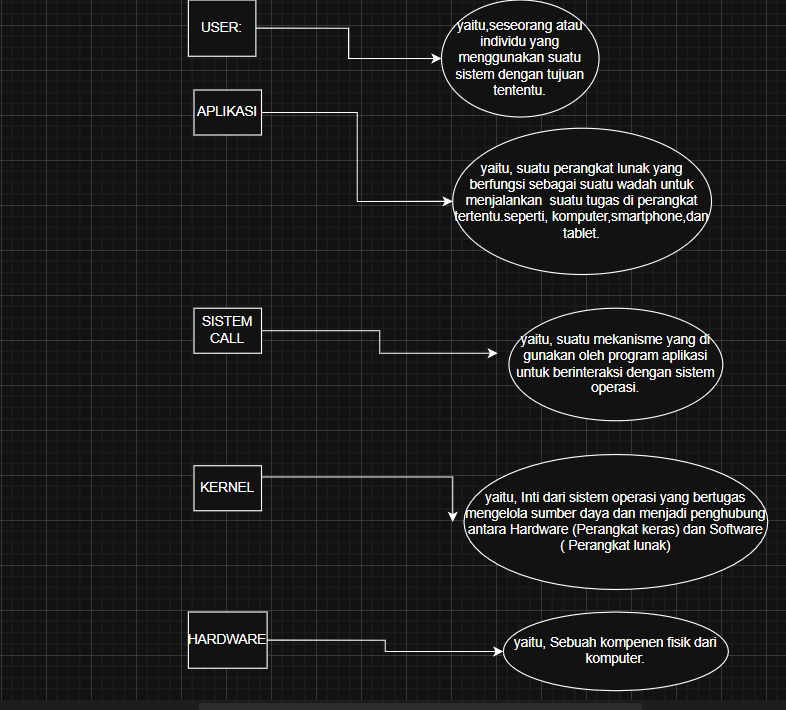 USER:
yaitu,seseorang atau
individu yang
menggunakan suatu
sistem dengan tujuan
tententu.
APLIKASI
yaitu, suatu perangkat lunak yang
berfungsi sebagai suatu wadah untuk
menjalankan  suatu tugas di perangkat
tertentu.seperti, komputer,smartphone,dan
tablet.
SISTEM
CALL
yaitu, suatu mekanisme yang di
gunakan oleh program aplikasi
untuk berinteraksi dengan sistem
operasi.
KERNEL
yaitu, Inti dari sistem operasi yang bertugas
mengelola sumber daya dan menjadi penghubung
antara Hardware (Perangkat keras) dan Software
( Perangkat lunak)
HARDWARE
yaitu, Sebuah kompenen fisik dari
komputer.